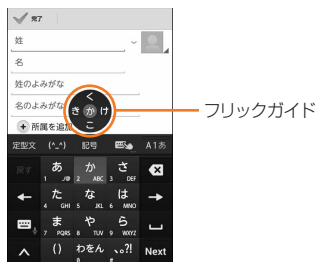 完了
姓
名
姓のよみがな
名のよみがな
く
き か け
こ
フリックガイド
所属を追加
定型文 (^_^) 記号 A1あ
戻す あ か さ
1 .@ 2 ABC 3 DEF
た な は
4 GHI 5 JKL 6 MNO
ま や ら
7 PQRS 8 TUV 9 WXYZ
() わをん 、。?! Next